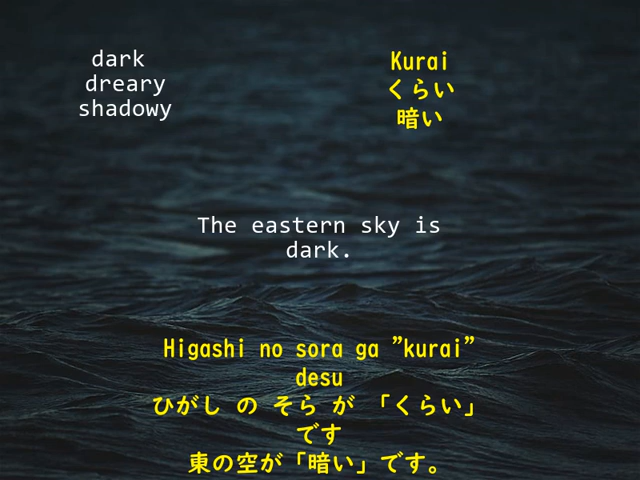 dark
dreary
shadowy
Kurai
くらい
暗い
The eastern sky is
dark.
Higashi no sora ga ”kurai”
desu
ひがし の そら が 「くらい」
です
東の空が「暗い」です。